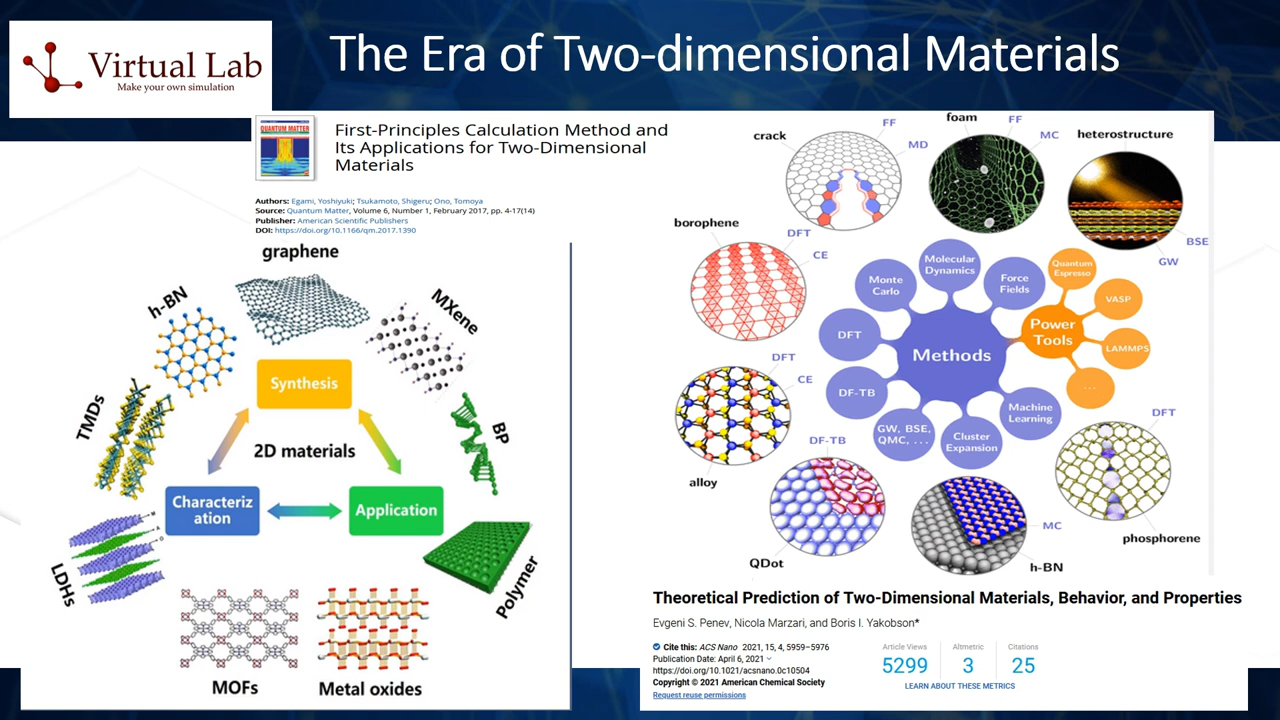 Virtual Lab
Make your own simulation
The Era of Two-dimensional Materials
QUANTUM MATTER
First-Principles Calculation Method and
Its Applications for Two-Dimensional
Materials
Authors: Egami, Yoshiyuki; Tsukamoto, Shigeru; Ono, Tomoya
Source: Quantum Matter, Volume 6, Number 1, February 2017, pp. 4-17(14)
Publisher: American Scientific Publishers
DOI: https://doi.org/10.1166/qm.2017.1390
graphene
h-BN
MXene
TMDs
BP
Synthesis
2D materials
Characteriz
ation
Application
LDHs
Polymer
MOFs
Metal oxides
crack
FF
MD
foam
FF
MC
heterostructure
BSE
GW
borophene
DFT
CE
Monte
Carlo
Molecular
Dynamics
Force
Fields
Quantum
Espresso
VASP
LAMMPS
...
Power
Tools
Methods
DFT
DF-TB
GW, BSE,
QMC, ...
Cluster
Expansion
Machine
Learning
DFT
CE
alloy
DF-TB
QDot
MC
h-BN
DFT
phosphorene
Theoretical Prediction of Two-Dimensional Materials, Behavior, and Properties
Evgeni S. Penev, Nicola Marzari, and Boris I. Yakobson*
Cite this: ACS Nano 2021, 15, 4, 5959–5976
Publication Date: April 6, 2021
https://doi.org/10.1021/acsnano.0c10504
Copyright © 2021 American Chemical Society
Request reuse permissions
Article Views
5299
Altmetric
3
Citations
25
LEARN ABOUT THESE METRICS